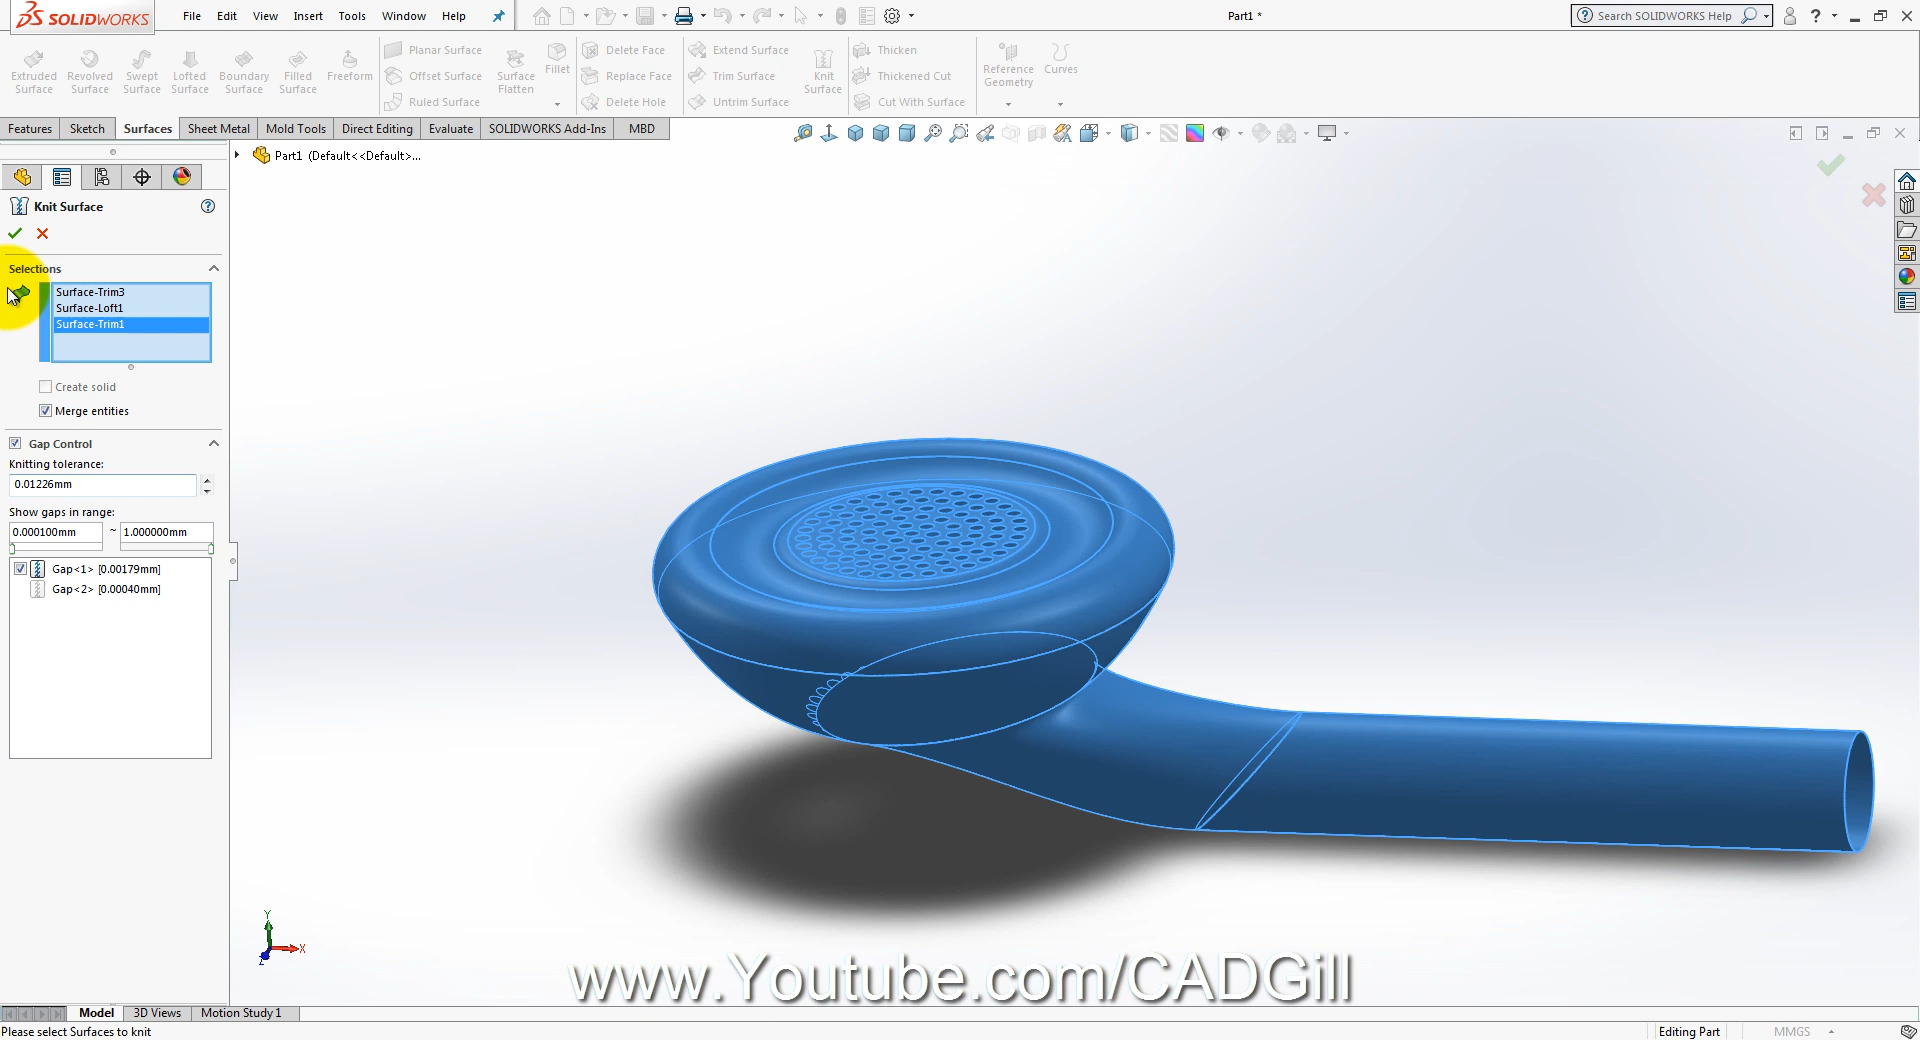 SOLIDWORKS File Edit View Insert Tools Window Help Part1 * Search SOLIDWORKS Help ?
Extruded Surface
Revolved Surface
Swept Surface
Lofted Surface
Boundary Surface
Filled Surface
Freeform
Planar Surface
Offset Surface
Ruled Surface
Surface Flatten
Fillet
Delete Face
Replace Face
Delete Hole
Extend Surface
Trim Surface
Untrim Surface
Knit Surface
Thicken
Thickened Cut
Cut With Surface
Reference Geometry
Curves
Features Sketch Surfaces Sheet Metal Mold Tools Direct Editing Evaluate SOLIDWORKS Add-Ins MBD
Part1 (Default<<Default>...
Knit Surface
Selections
Surface-Trim3
Surface-Loft1
Surface-Trim1
Create solid
Merge entities
Gap Control
Knitting tolerance:
0.01226mm
Show gaps in range:
0.000100mm ~ 1.000000mm
Gap<1> [0.00179mm]
Gap<2> [0.00040mm]
Y
X
Z
www.Youtube.com/CADGill
Model 3D Views Motion Study 1
Please select Surfaces to knit Editing Part MMGS